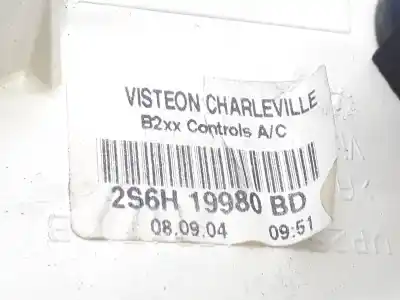 VISTEON CHARLEVILLE
B2xx Controls A/C
2S6H 19980 BD
08.09.04 09:51